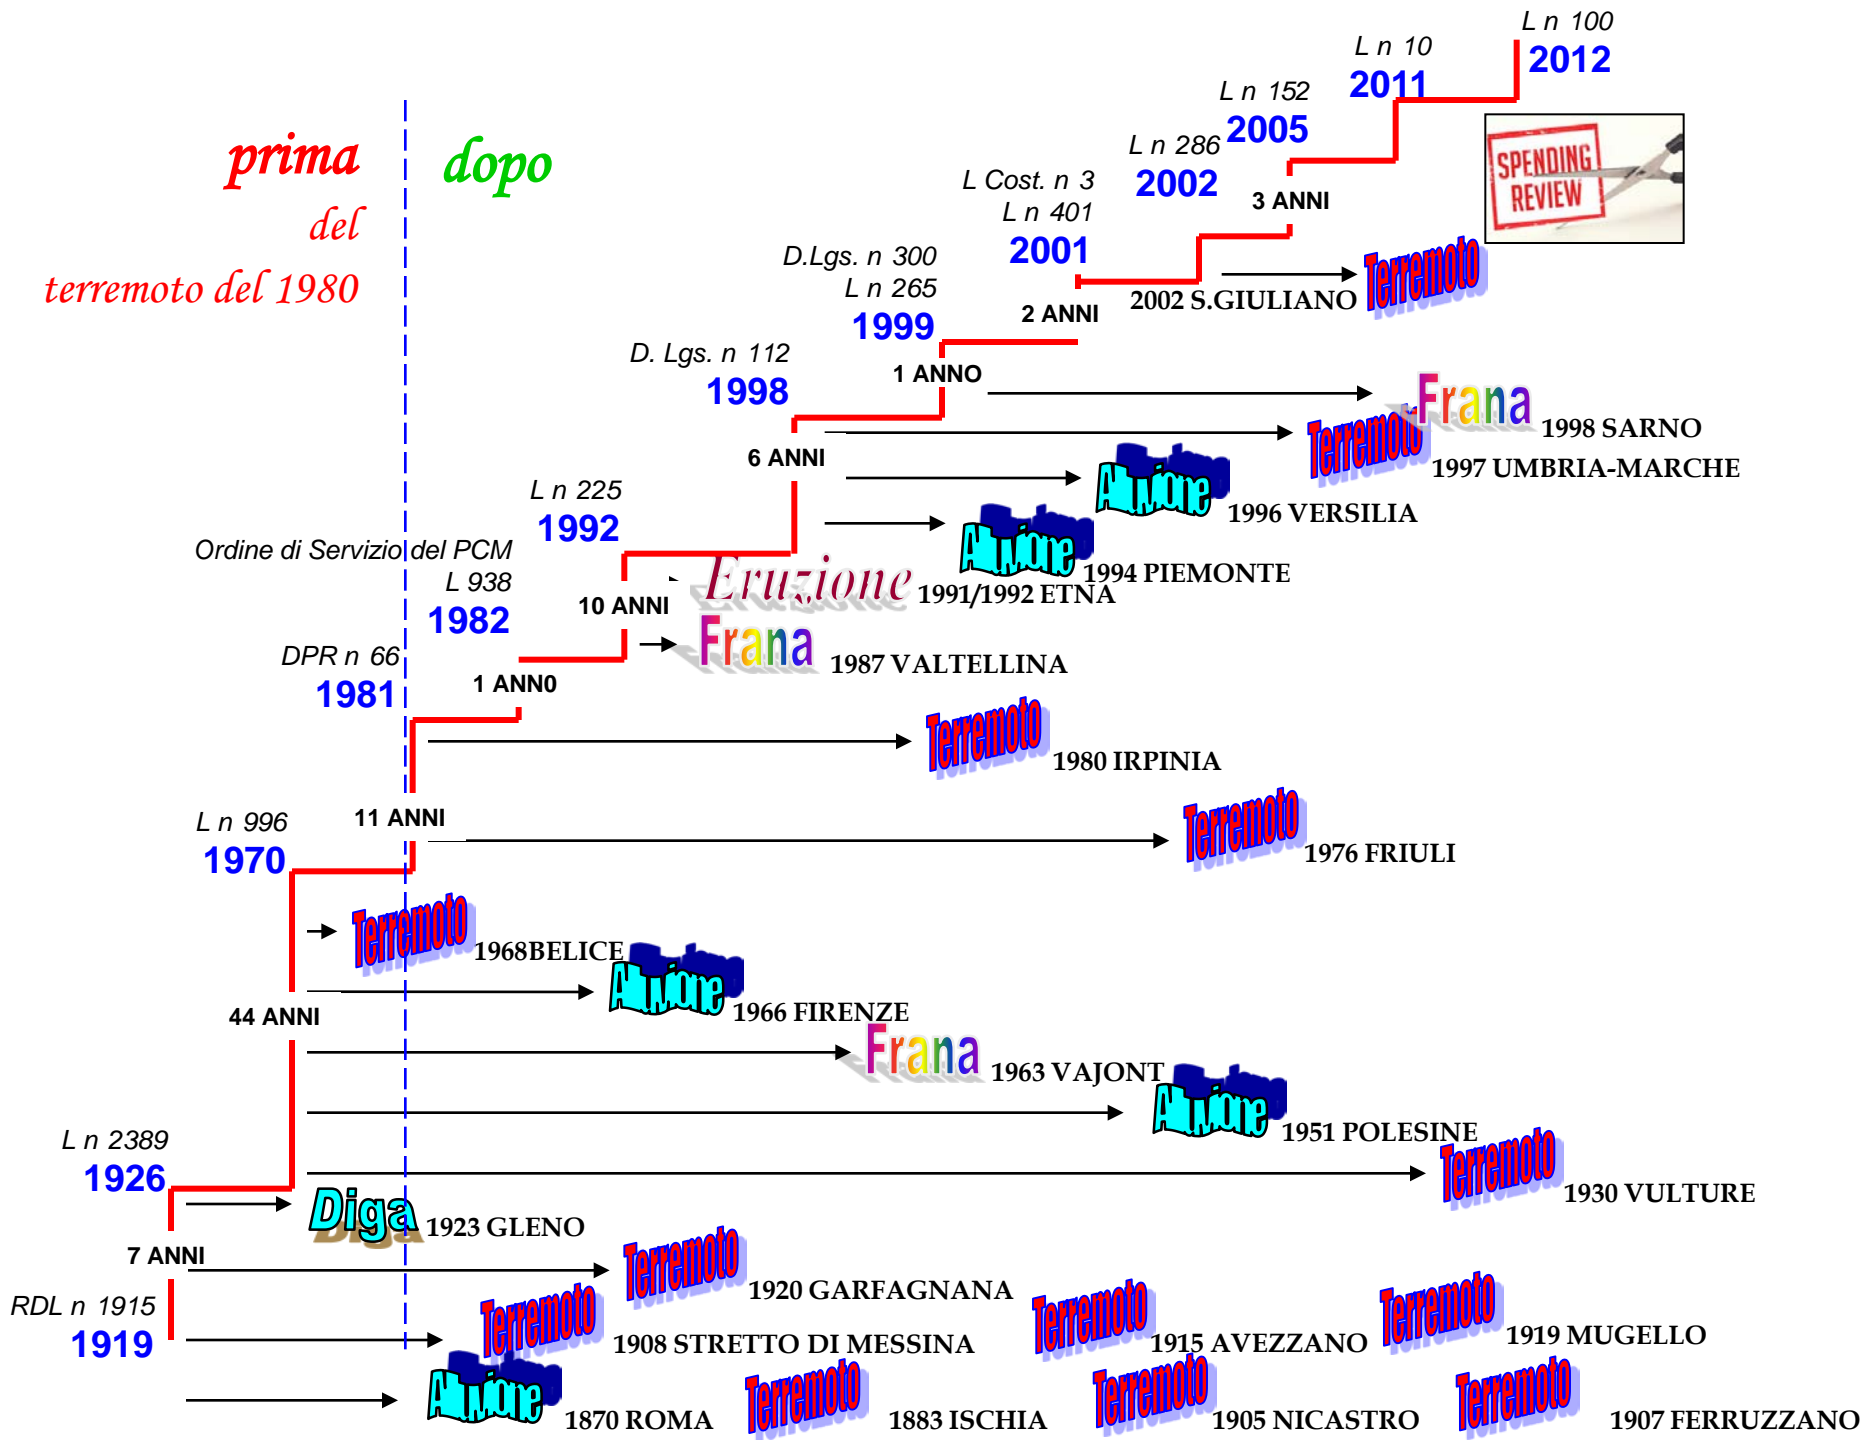 L n 100
2012
L n 10
2011
L n 152
2005
L n 286
2002
L Cost. n 3
L n 401
2001
SPENDING
REVIEW
prima
dopo
del
terremoto del 1980
3 ANNI
D.Lgs. n 300
L n 265
1999
2 ANNI
2002 S.GIULIANO
Terremoto
D. Lgs. n 112
1998
1 ANNO
Frana
1998 SARNO
Terremoto
1997 UMBRIA-MARCHE
6 ANNI
Alluvione
1996 VERSILIA
L n 225
1992
Alluvione
1994 PIEMONTE
Ordine di Servizio del PCM
L 938
1982
10 ANNI
Eruzione
1991/1992 ETNA
Frana
1987 VALTELLINA
DPR n 66
1981
1 ANN0
Terremoto
1980 IRPINIA
11 ANNI
Terremoto
1976 FRIULI
L n 996
1970
Terremoto
1968BELICE
Alluvione
1966 FIRENZE
44 ANNI
Frana
1963 VAJONT
Alluvione
1951 POLESINE
L n 2389
1926
Terremoto
1930 VULTURE
Diga
1923 GLENO
7 ANNI
Terremoto
1920 GARFAGNANA
RDL n 1915
1919
Terremoto
1908 STRETTO DI MESSINA
Terremoto
1915 AVEZZANO
Terremoto
1919 MUGELLO
Alluvione
1870 ROMA
Terremoto
1883 ISCHIA
Terremoto
1905 NICASTRO
Terremoto
1907 FERRUZZANO